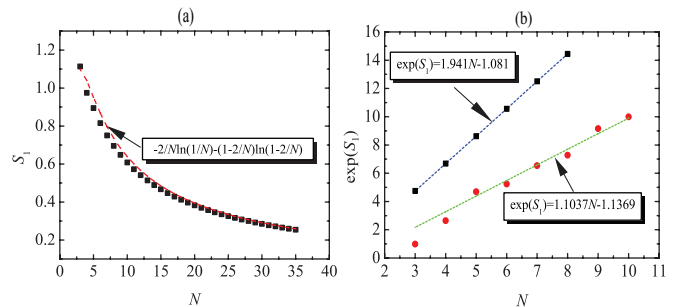 (a)
1.2
1.0
0.8
0.6
0.4
0.2
S1
-2/Nln(1/N)-(1-2/N)ln(1-2/N)
0 5 10 15 20 25 30 35 40
N
(b)
16
14
12
10
8
6
4
2
0
exp(S1)
exp(S1)=1.941N-1.081
exp(S1)=1.1037N-1.1369
2 3 4 5 6 7 8 9 10 11
N